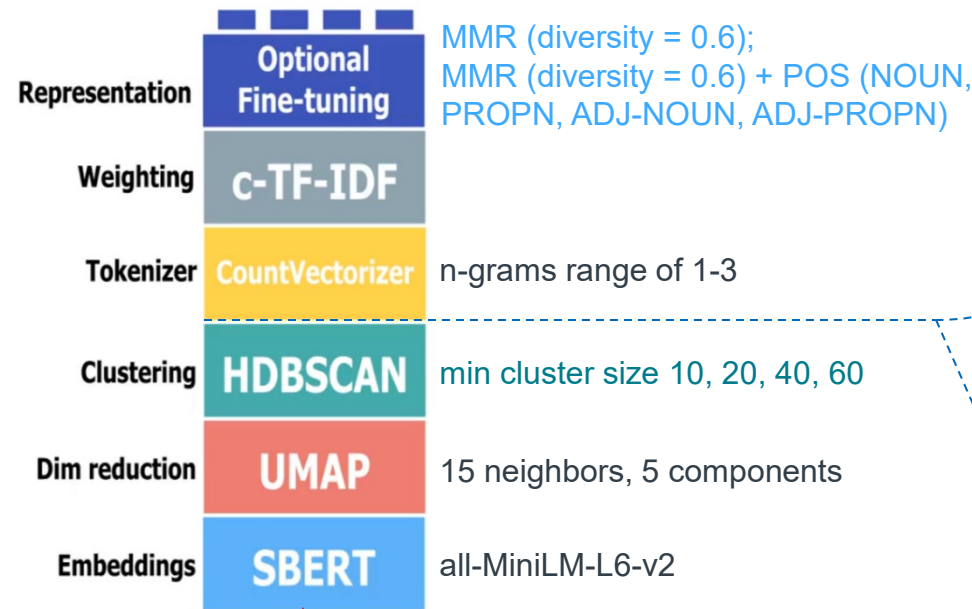 Representation
Optional
Fine-tuning
MMR (diversity = 0.6);
MMR (diversity = 0.6) + POS (NOUN,
PROPN, ADJ-NOUN, ADJ-PROPN)
Weighting
c-TF-IDF
Tokenizer
CountVectorizer
n-grams range of 1-3
Clustering
HDBSCAN
min cluster size 10, 20, 40, 60
Dim reduction
UMAP
15 neighbors, 5 components
Embeddings
SBERT
all-MiniLM-L6-v2